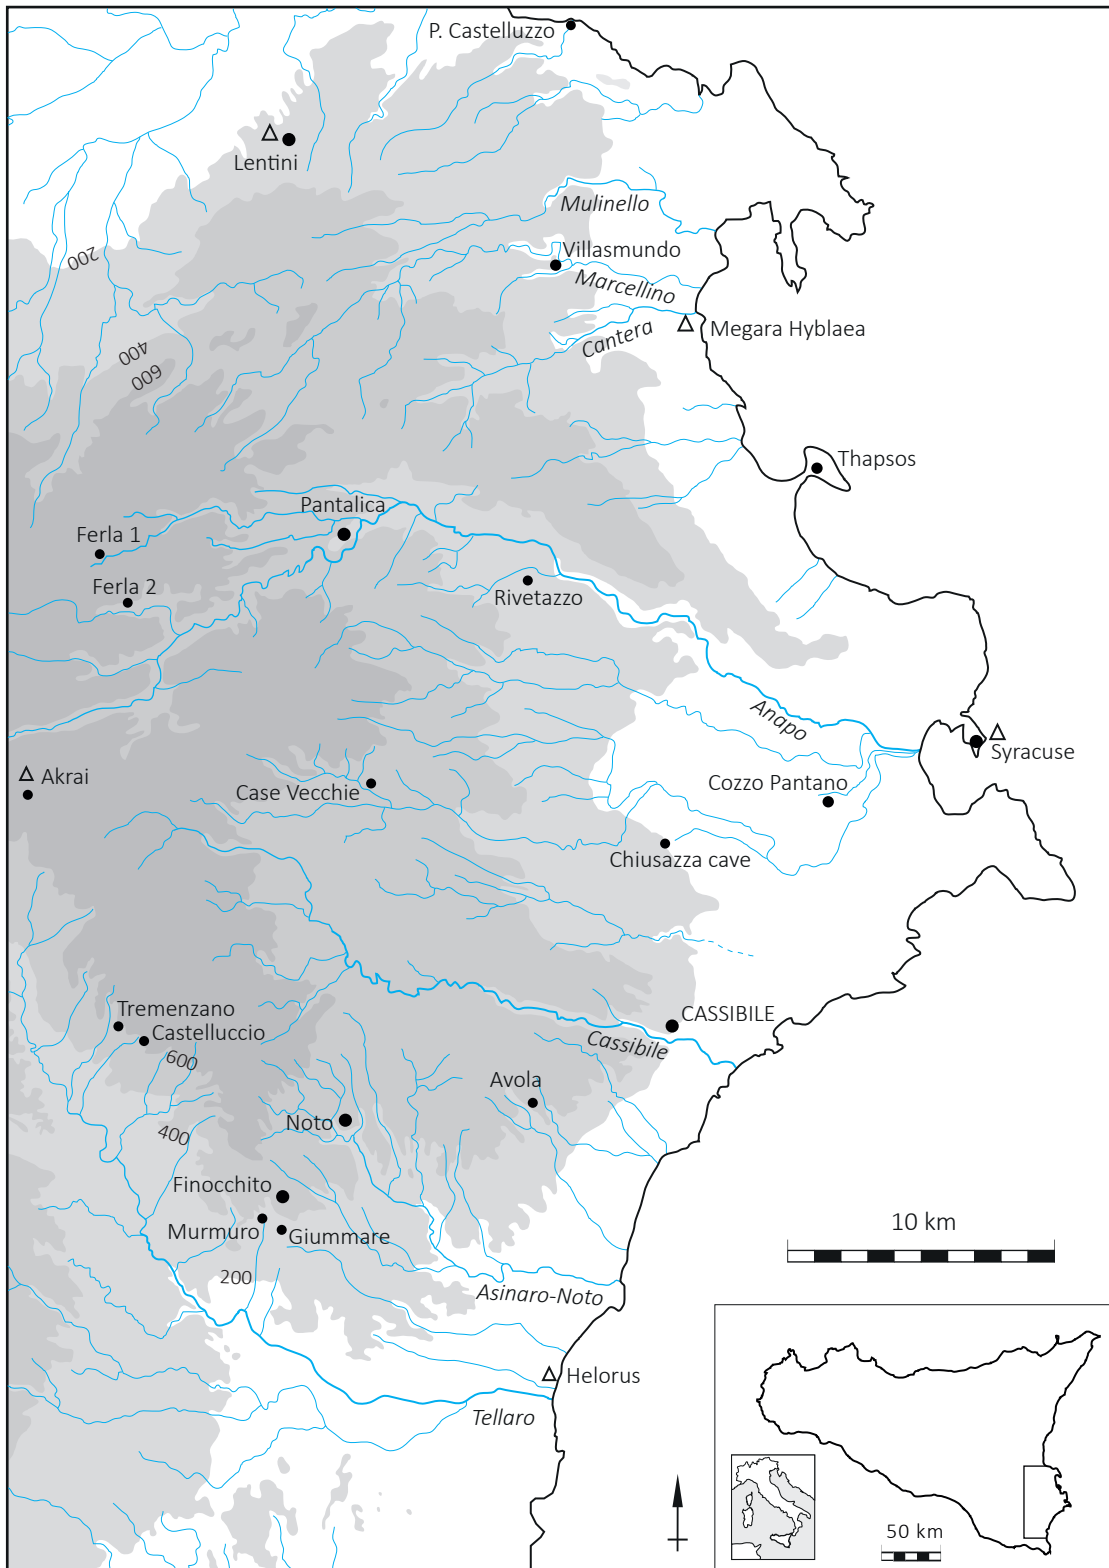 P. Castelluzzo
Lentini
Mulinello
Villasmundo
Marcellino
200
Megara Hyblaea
Cantera
400
600
Thapsos
Pantalica
Ferla 1
Ferla 2
Rivetazzo
Anapo
Syracuse
Akrai
Case Vecchie
Cozzo Pantano
Chiusazza cave
Tremenzano
CASSIBILE
Castelluccio
Cassibile
600
Avola
Noto
400
Finocchito
Murmuro
Giummare
10 km
200
Asinaro-Noto
Helorus
Tellaro
50 km